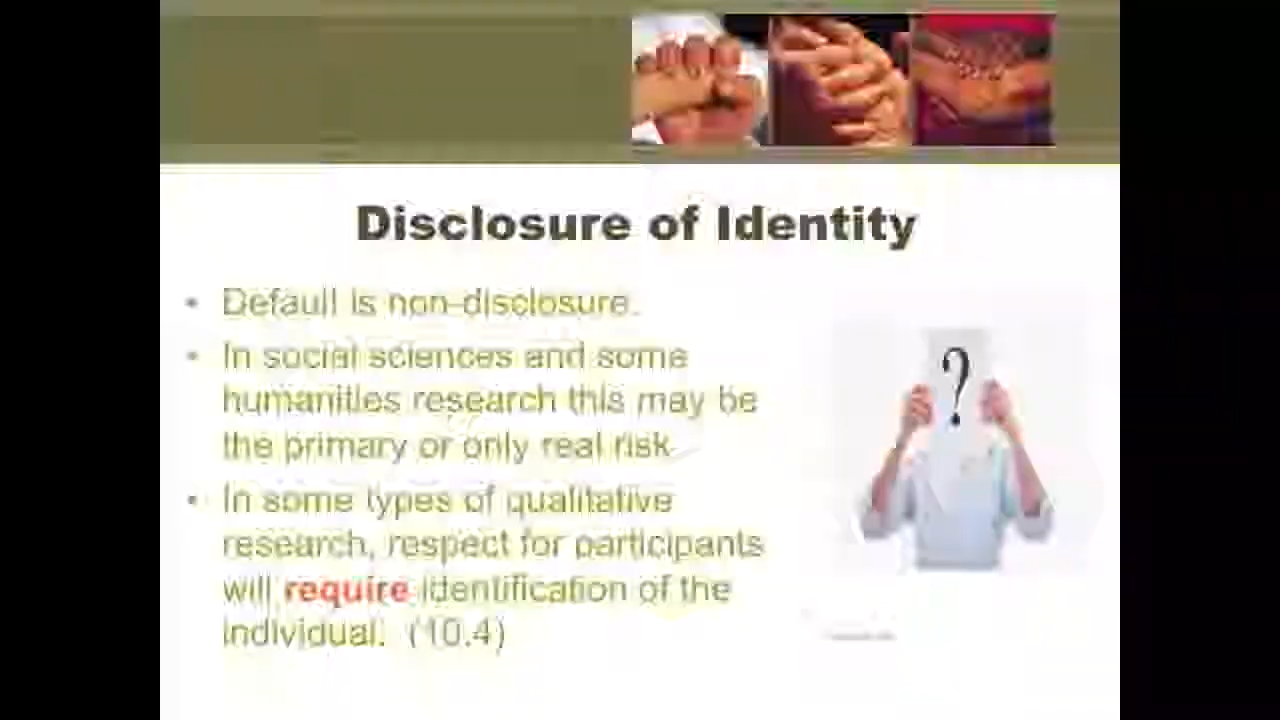 Disclosure of Identity
• Default is non-disclosure.
• In social sciences and some
humanities research this may be
the primary or only real risk
• In some types of qualitative
research, respect for participants
will require identification of the
individual. (10.4)
?